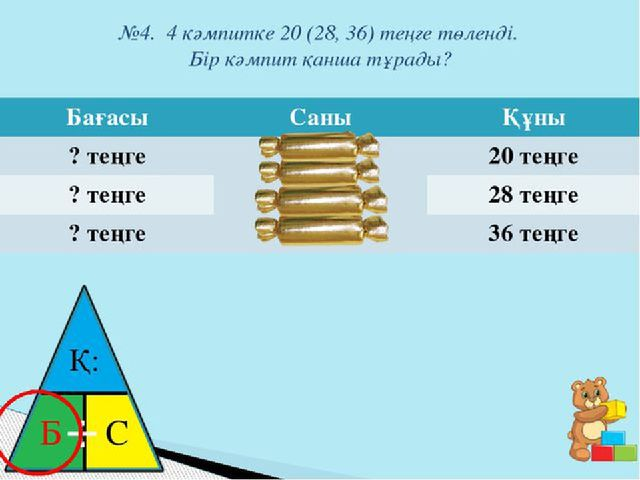 №4. 4 кәмпитке 20 (28, 36) теңге төленді.
Бір кәмпит қанша тұрады?
Бағасы Саны Құны
? теңге 20 теңге
? теңге 28 теңге
? теңге 36 теңге
Қ:
Б С